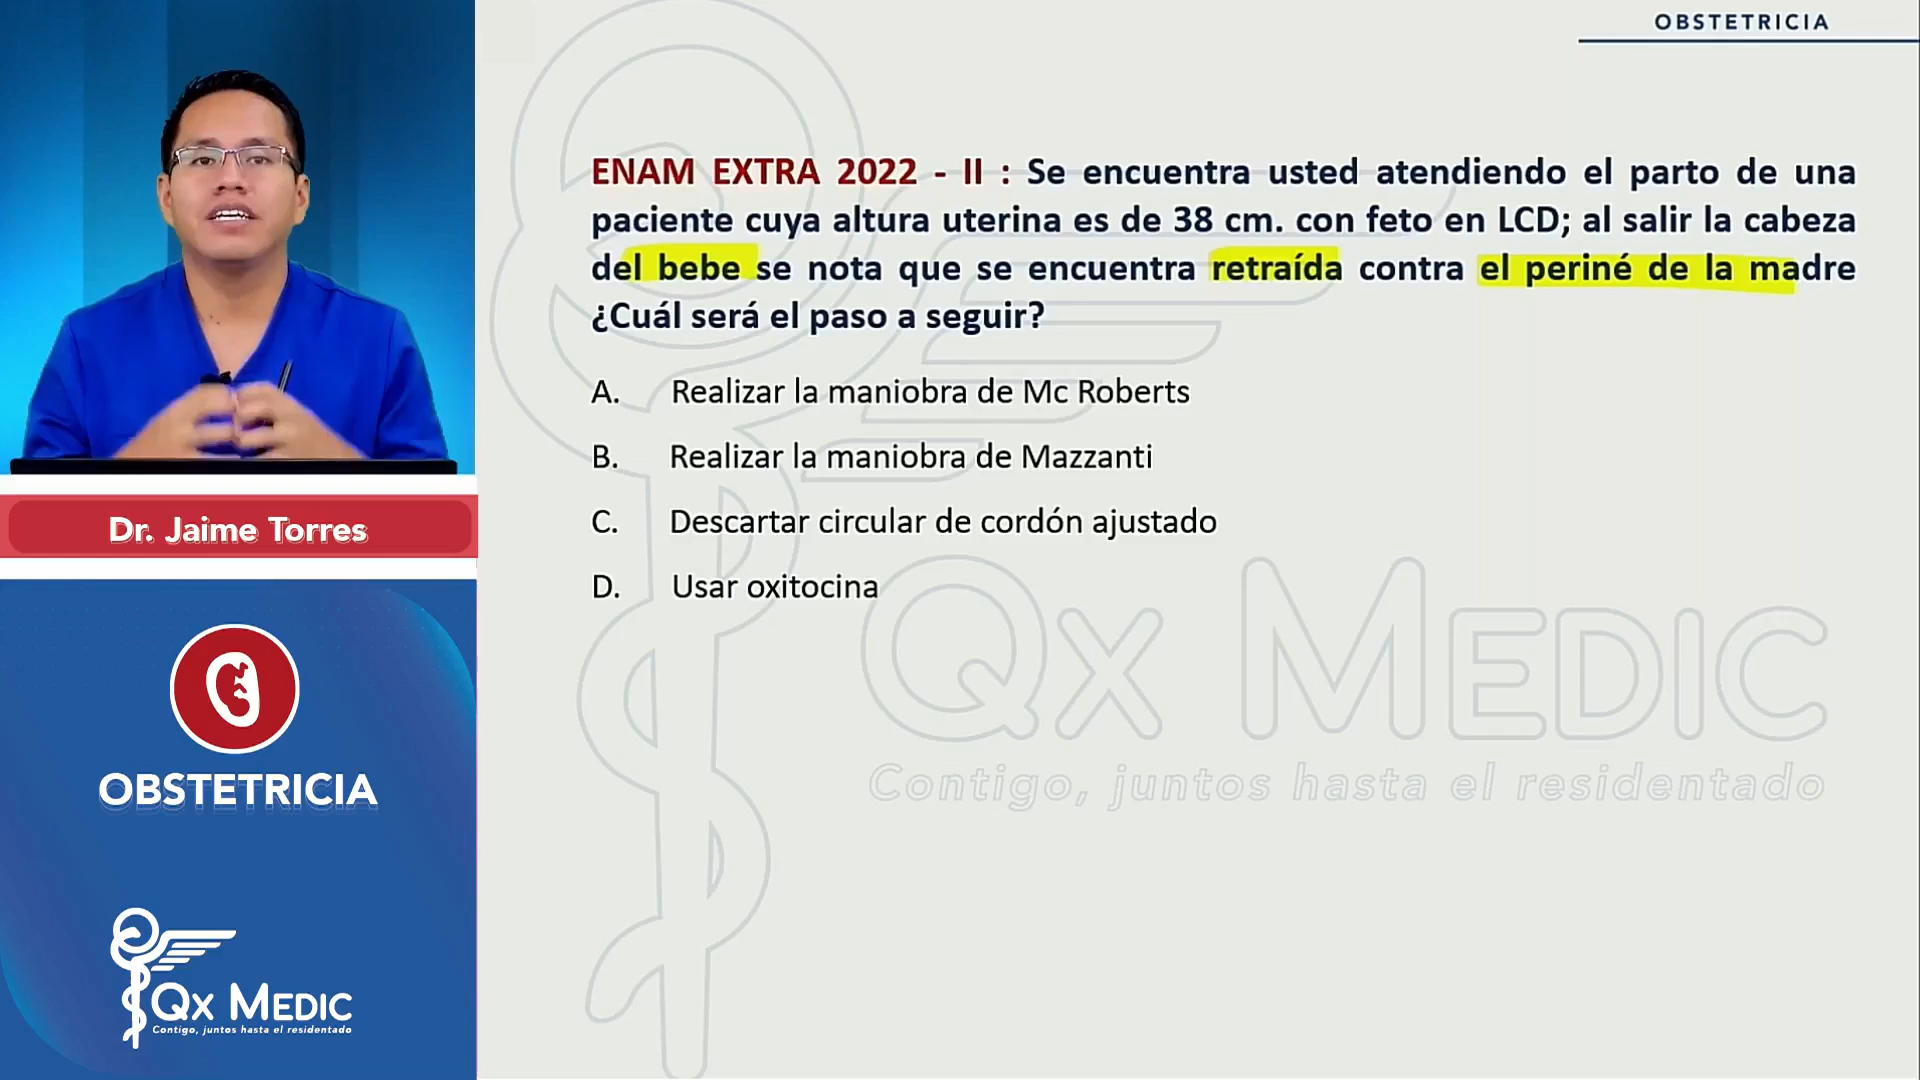 OBSTETRICIA
ENAM EXTRA 2022 - II : Se encuentra usted atendiendo el parto de una
paciente cuya altura uterina es de 38 cm. con feto en LCD; al salir la cabeza
del bebe se nota que se encuentra retraída contra el periné de la madre
¿Cuál será el paso a seguir?
A. Realizar la maniobra de Mc Roberts
B. Realizar la maniobra de Mazzanti
C. Descartar circular de cordón ajustado
D. Usar oxitocina
Dr. Jaime Torres
OBSTETRICIA
QX MEDIC
Contigo, juntos hasta el residentado
QX MEDIC
Contigo, juntos hasta el residentado